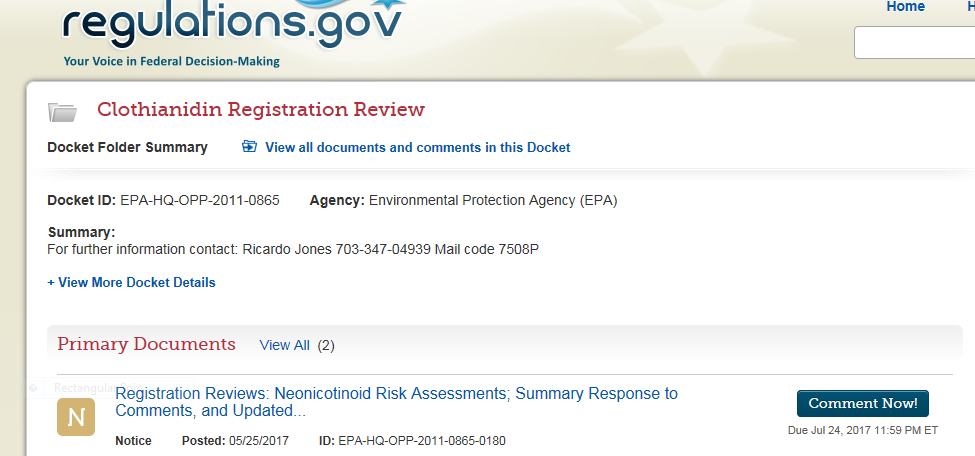 regulations.gov
Home
H
Your Voice in Federal Decision-Making
Clothianidin Registration Review
Docket Folder Summary View all documents and comments in this Docket
Docket ID: EPA-HQ-OPP-2011-0865 Agency: Environmental Protection Agency (EPA)
Summary:
For further information contact: Ricardo Jones 703-347-04939 Mail code 7508P
+ View More Docket Details
Primary Documents View All (2)
Rectangular
N
Registration Reviews: Neonicotinoid Risk Assessments; Summary Response to
Comments, and Updated...
Notice Posted: 05/25/2017 ID: EPA-HQ-OPP-2011-0865-0180
Comment Now!
Due Jul 24, 2017 11:59 PM ET